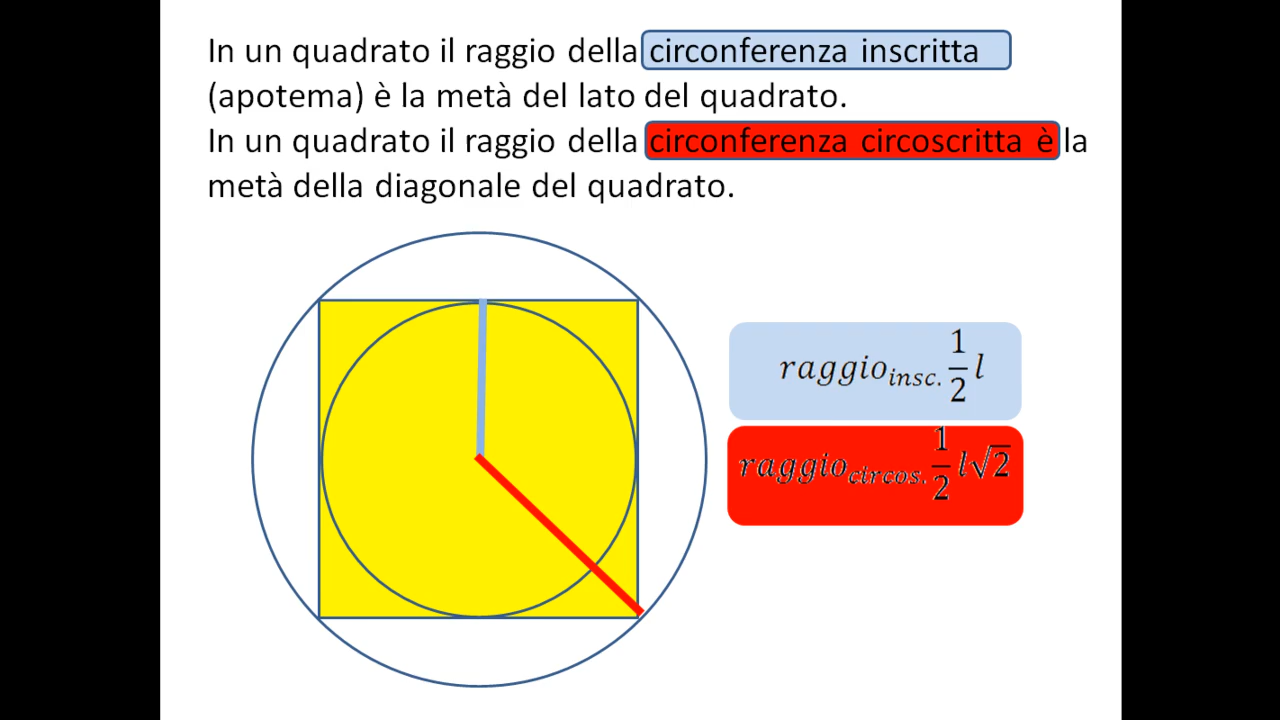 In un quadrato il raggio della circonferenza inscritta
(apotema) è la metà del lato del quadrato.
In un quadrato il raggio della circonferenza circoscritta è la
metà della diagonale del quadrato.
raggio_insc. 1/2 l
raggio_circos. 1/2 l√2